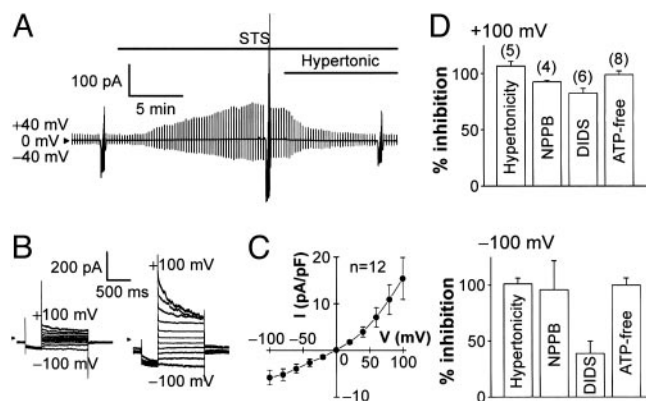 A
STS
Hypertonic
100 pA
5 min
+40 mV
0 mV
−40 mV
B
200 pA
500 ms
+100 mV
+100 mV
−100 mV
−100 mV
C
I (pA/pF)
20
10
n=12
V (mV)
−100
−50
0
50
100
−10
D
+100 mV
% inhibition
100
50
0
(5)
(4)
(6)
(8)
Hypertonicity
NPPB
DIDS
ATP-free
−100 mV
% inhibition
100
50
0
Hypertonicity
NPPB
DIDS
ATP-free